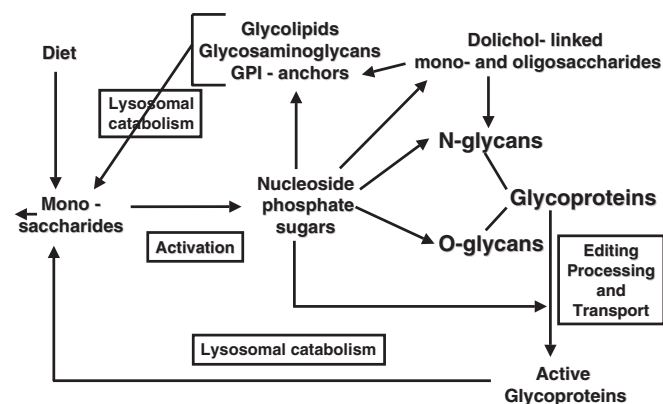 Diet
Glycolipids
Glycosaminoglycans
GPI - anchors
Dolichol- linked
mono- and oligosaccharides
Lysosomal
catabolism
N-glycans
Mono -
saccharides
Activation
Nucleoside
phosphate
sugars
Glycoproteins
O-glycans
Editing
Processing
and
Transport
Lysosomal catabolism
Active
Glycoproteins